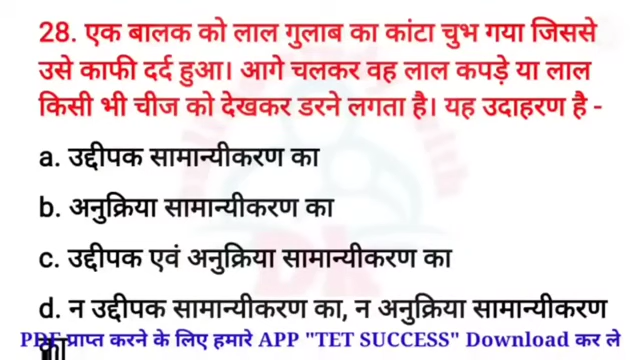 28. एक बालक को लाल गुलाब का कांटा चुभ गया जिससे
उसे काफी दर्द हुआ। आगे चलकर वह लाल कपड़े या लाल
किसी भी चीज को देखकर डरने लगता है। यह उदाहरण है -
a. उद्दीपक सामान्यीकरण का
b. अनुक्रिया सामान्यीकरण का
c. उद्दीपक एवं अनुक्रिया सामान्यीकरण का
d. न उद्दीपक सामान्यीकरण का, न अनुक्रिया सामान्यीकरण
का
PDF प्राप्त करने के लिए हमारे APP "TET SUCCESS" Download कर ले